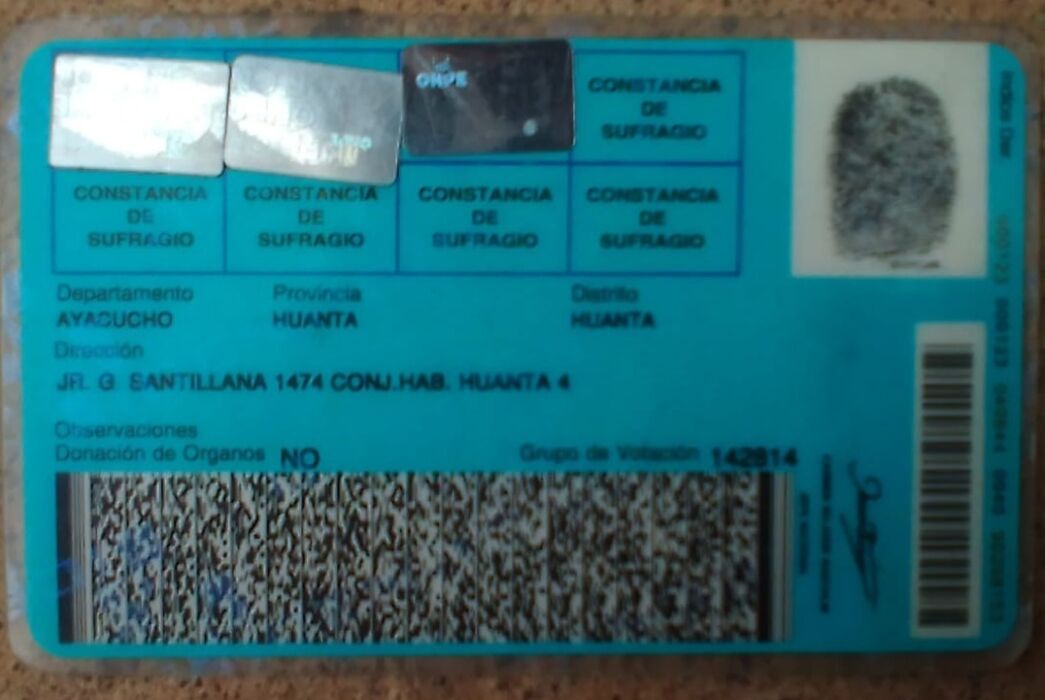 ONPE
CONSTANCIA
DE
SUFRAGIO
CONSTANCIA
DE
SUFRAGIO
CONSTANCIA
DE
SUFRAGIO
CONSTANCIA
DE
SUFRAGIO
CONSTANCIA
DE
SUFRAGIO
Departamento Provincia Distrito
AYACUCHO HUANTA HUANTA
Dirección
JR. G SANTILLANA 1474 CONJ.HAB. HUANTA 4
Observaciones
Donación de Organos NO Grupo de Votación 142814
Indice Der.